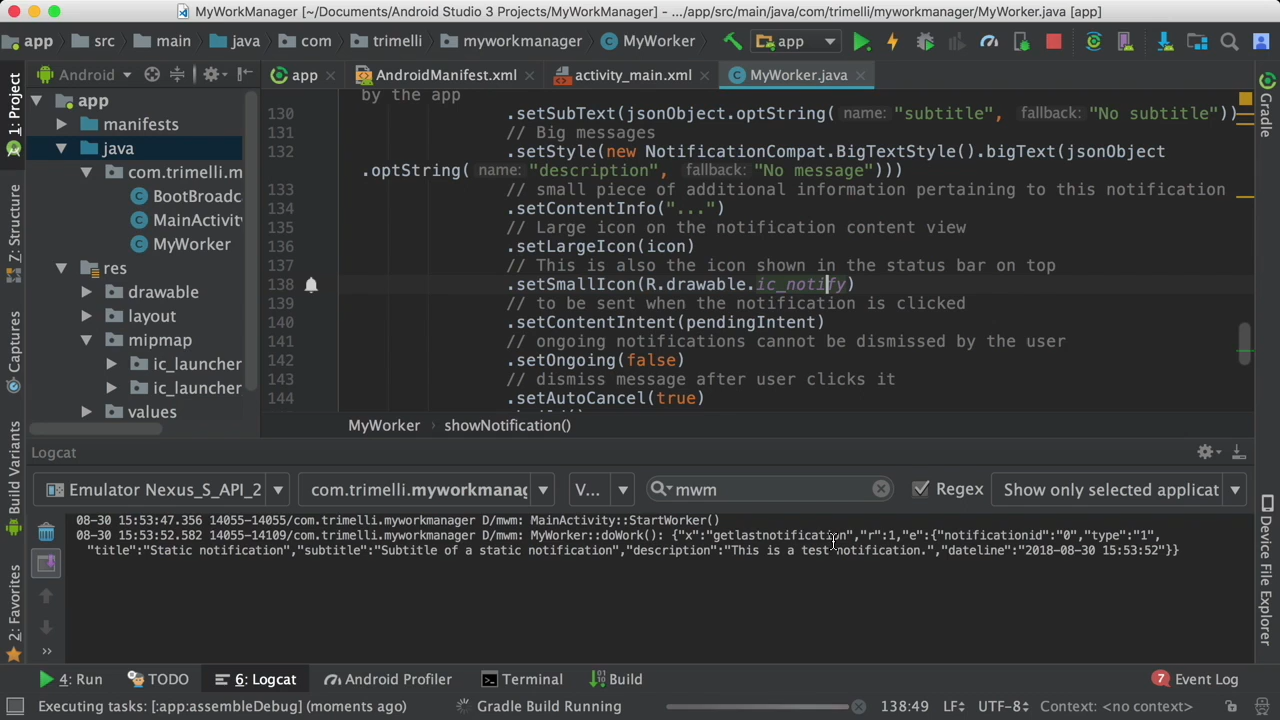 MyWorkManager [~/Documents/Android Studio 3 Projects/MyWorkManager] - .../app/src/main/java/com/trimelli/myworkmanager/MyWorker.java [app]
app src main java com trimelli myworkmanager MyWorker app
Android app AndroidManifest.xml activity_main.xml MyWorker.java
1: Project
Z: Structure
Captures
Build Variants
2: Favorites
app
manifests
java
com.trimelli.m
BootBroadc
MainActivit
MyWorker
res
drawable
layout
mipmap
ic_launcher
ic_launcher
values
by the app
130 .setSubText(jsonObject.optString( name: "subtitle", fallback: "No subtitle"))
131 // Big messages
132 .setStyle(new NotificationCompat.BigTextStyle().bigText(jsonObject
.optString( name: "description", fallback: "No message")))
133 // small piece of additional information pertaining to this notification
134 .setContentInfo("...")
135 // Large icon on the notification content view
136 .setLargeIcon(icon)
137 // This is also the icon shown in the status bar on top
138 .setSmallIcon(R.drawable.ic_notify)
139 // to be sent when the notification is clicked
140 .setContentIntent(pendingIntent)
141 // ongoing notifications cannot be dismissed by the user
142 .setOngoing(false)
143 // dismiss message after user clicks it
144 .setAutoCancel(true)
MyWorker showNotification()
Gradle
Device File Explorer
Logcat
Emulator Nexus_S_API_2 com.trimelli.myworkmanag V... mwm Regex Show only selected applicat
08-30 15:53:47.356 14055-14055/com.trimelli.myworkmanager D/mwm: MainActivity::StartWorker()
08-30 15:53:52.582 14055-14109/com.trimelli.myworkmanager D/mwm: MyWorker::doWork(): {"x":"getlastnotification","r":1,"e":{"notificationid":"0","type":"1",
"title":"Static notification","subtitle":"Subtitle of a static notification","description":"This is a test notification.","dateline":"2018-08-30 15:53:52"}}
4: Run TODO 6: Logcat Android Profiler Terminal Build 7 Event Log
Executing tasks: [:app:assembleDebug] (moments ago) Gradle Build Running 138:49 LF UTF-8 Context: <no context>